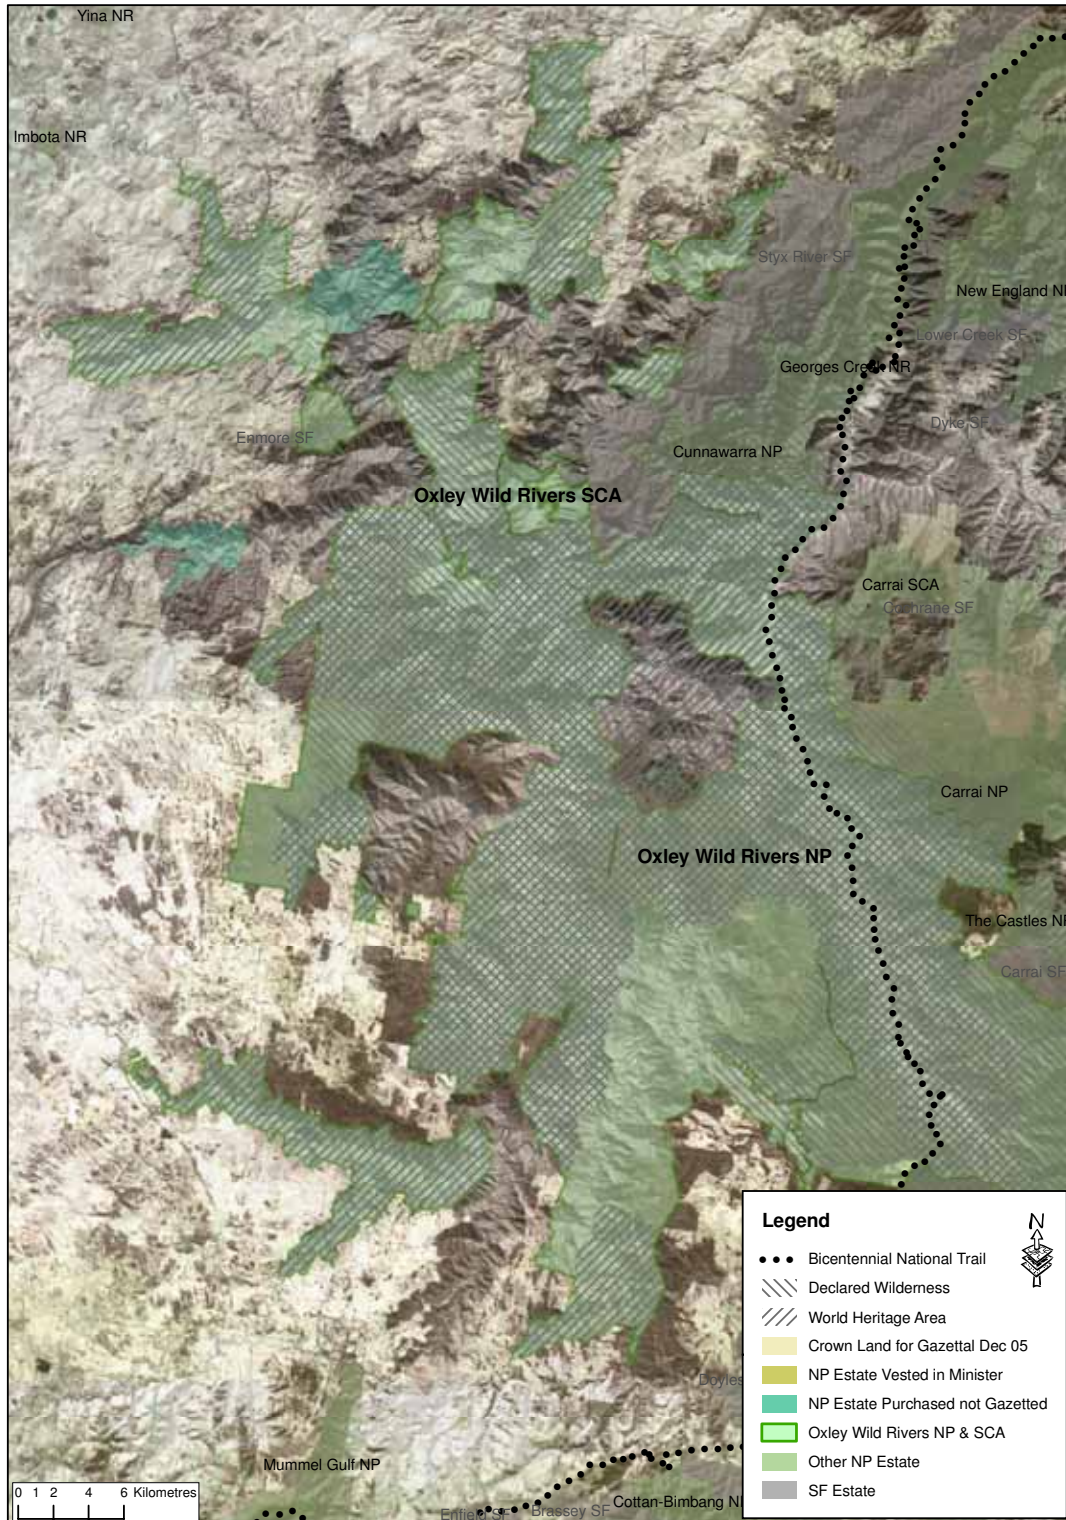 Yina NR
Imbota NR
Styx River SF
New England N
Lower Creek SF
Georges Creek NR
Dyke SF
Enmore SF
Cunnawarra NP
Oxley Wild Rivers SCA
Carrai SCA
Cochrane SF
Carrai NP
Oxley Wild Rivers NP
The Castles N
Carrai SF
Doyles
Mummel Gulf NP
Enfield SF
Brassey SF
Cottan-Bimbang N
0 1 2 4 6 Kilometres
Legend
N
Bicentennial National Trail
Declared Wilderness
World Heritage Area
Crown Land for Gazettal Dec 05
NP Estate Vested in Minister
NP Estate Purchased not Gazetted
Oxley Wild Rivers NP & SCA
Other NP Estate
SF Estate